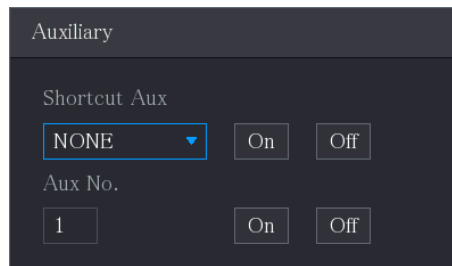 Auxiliary
Shortcut Aux
NONE On Off
Aux No.
1 On Off